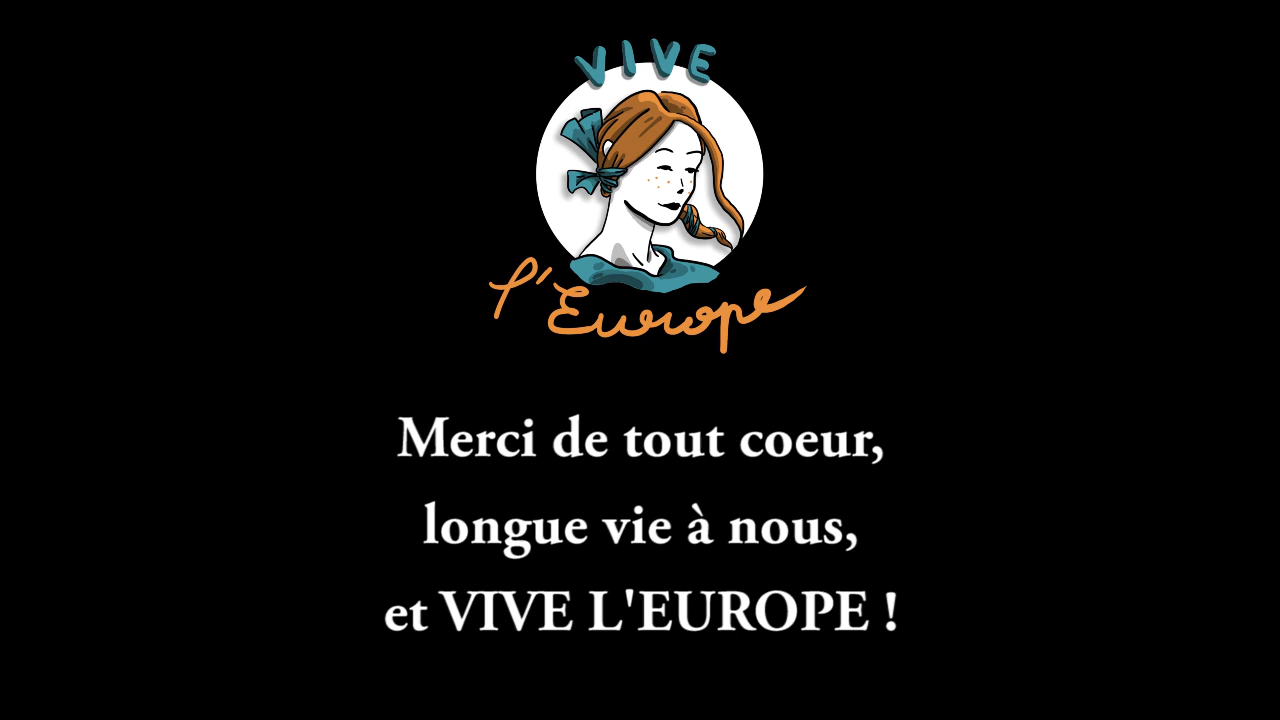 VIVE
l'Europe
Merci de tout coeur,
longue vie à nous,
et VIVE L'EUROPE !